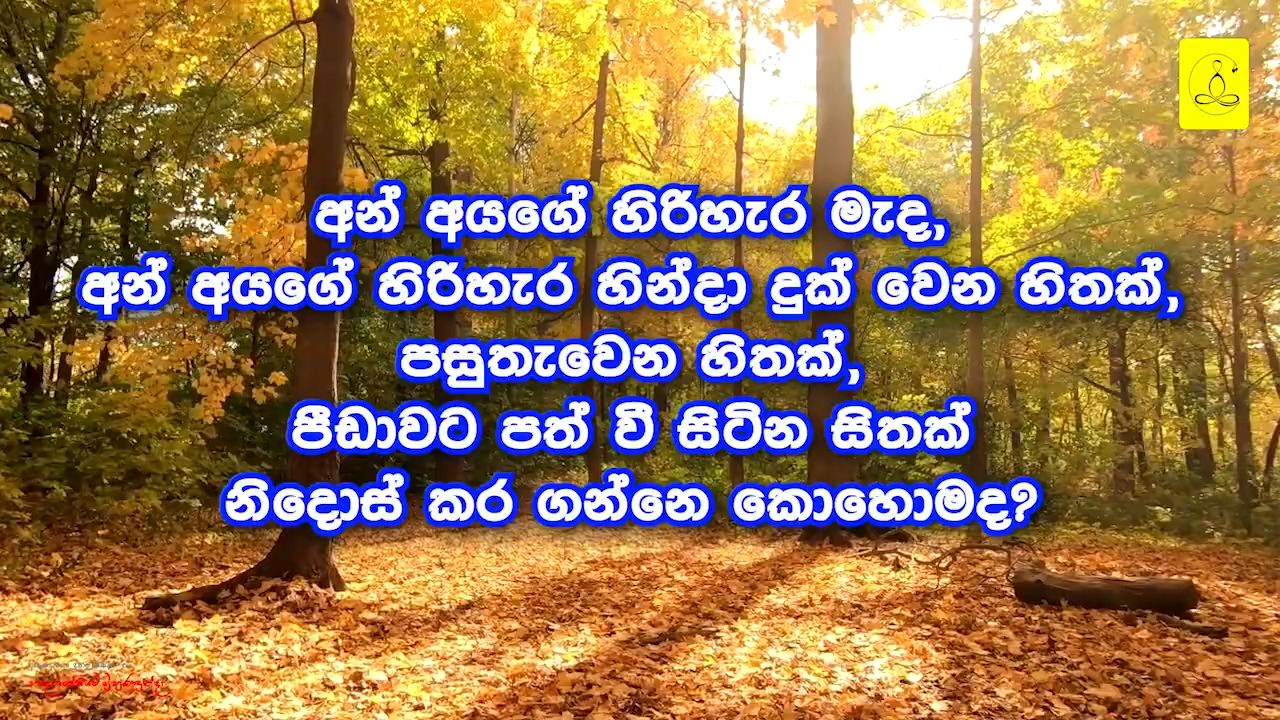 අන් අයගේ හිරිහැර මැද,
අන් අයගේ හිරිහැර හින්දා දුක් වෙන හිතක්,
පසුතැවෙන හිතක්,
පීඩාවට පත් වී සිටින සිතක්
නිදොස් කර ගන්නෙ කොහොමද?